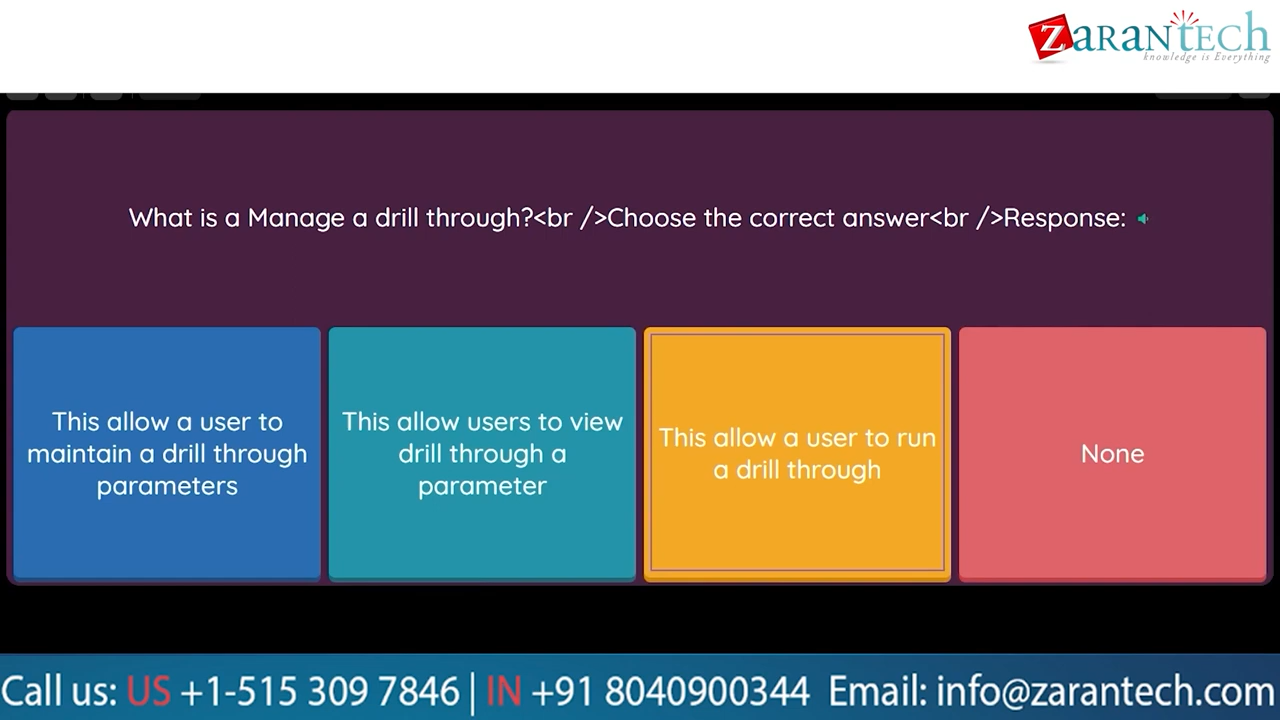 ZARANTECH
knowledge is Everything
What is a Manage a drill through?<br />Choose the correct answer<br />Response:
This allow a user to
maintain a drill through
parameters
This allow users to view
drill through a
parameter
This allow a user to run
a drill through
None
Call us: US +1-515 309 7846 | IN +91 8040900344 Email: info@zarantech.com